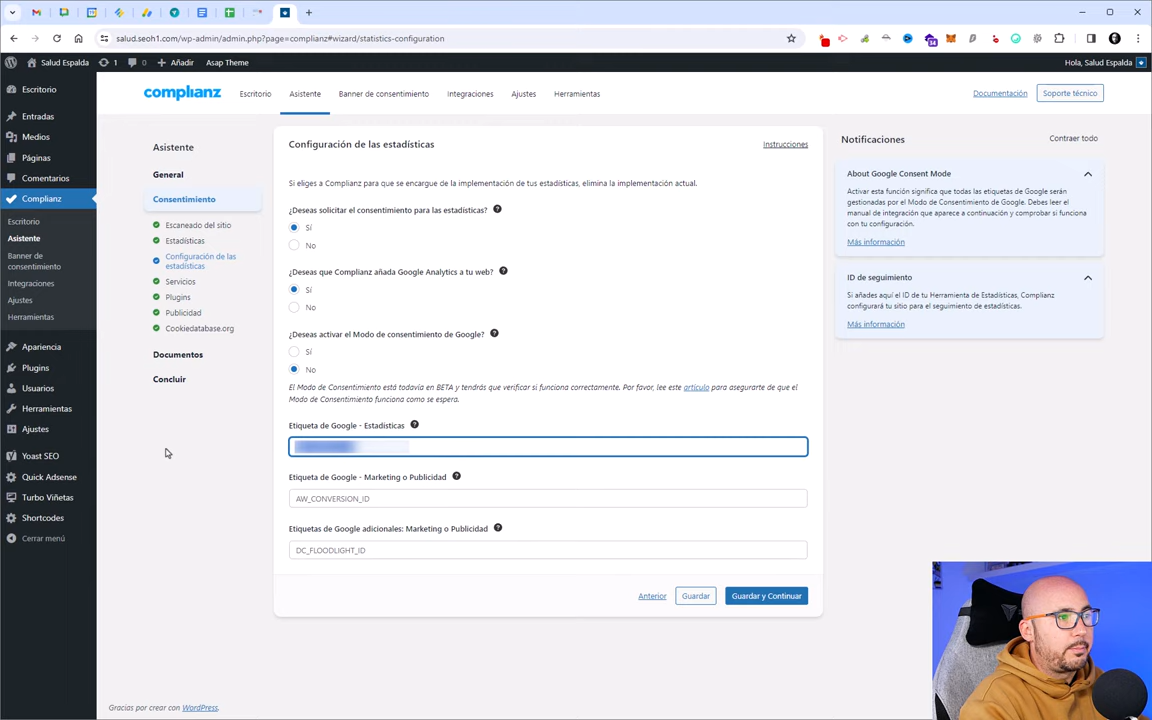 salud.seoh1.com/wp-admin/admin.php?page=complianz#wizard/statistics-configuration
Salud Espalda
1
0
Añadir
Asap Theme
Hola, Salud Espalda
Escritorio
Entradas
Medios
Páginas
Comentarios
Complianz
Escritorio
Asistente
Banner de
consentimiento
Integraciones
Ajustes
Herramientas
Apariencia
Plugins
Usuarios
Herramientas
Ajustes
Yoast SEO
Quick Adsense
Turbo Viñetas
Shortcodes
Cerrar menú
complianz
Escritorio
Asistente
Banner de consentimiento
Integraciones
Ajustes
Herramientas
Documentación
Soporte técnico
Asistente
General
Consentimiento
Escaneado del sitio
Estadísticas
Configuración de las
estadísticas
Servicios
Plugins
Publicidad
Cookiedatabase.org
Documentos
Concluir
Configuración de las estadísticas
Instrucciones
Si eliges a Complianz para que se encargue de la implementación de tus estadísticas, elimina la implementación actual.
¿Deseas solicitar el consentimiento para las estadísticas?
Sí
No
¿Deseas que Complianz añada Google Analytics a tu web?
Sí
No
¿Deseas activar el Modo de consentimiento de Google?
Sí
No
El Modo de Consentimiento está todavía en BETA y tendrás que verificar si funciona correctamente. Por favor, lee este artículo para asegurarte de que el
Modo de Consentimiento funciona como se espera.
Etiqueta de Google - Estadísticas
Etiqueta de Google - Marketing o Publicidad
AW_CONVERSION_ID
Etiquetas de Google adicionales: Marketing o Publicidad
DC_FLOODLIGHT_ID
Anterior
Guardar
Guardar y Continuar
Notificaciones
Contraer todo
About Google Consent Mode
Activar esta función significa que todas las etiquetas de Google serán
gestionadas por el Modo de Consentimiento de Google. Debes leer el
manual de integración que aparece a continuación y comprobar si funciona
con tu configuración.
Más información
ID de seguimiento
Si añades aquí el ID de tu Herramienta de Estadísticas, Complianz
configurará tu sitio para el seguimiento de estadísticas.
Más información
Gracias por crear con WordPress.